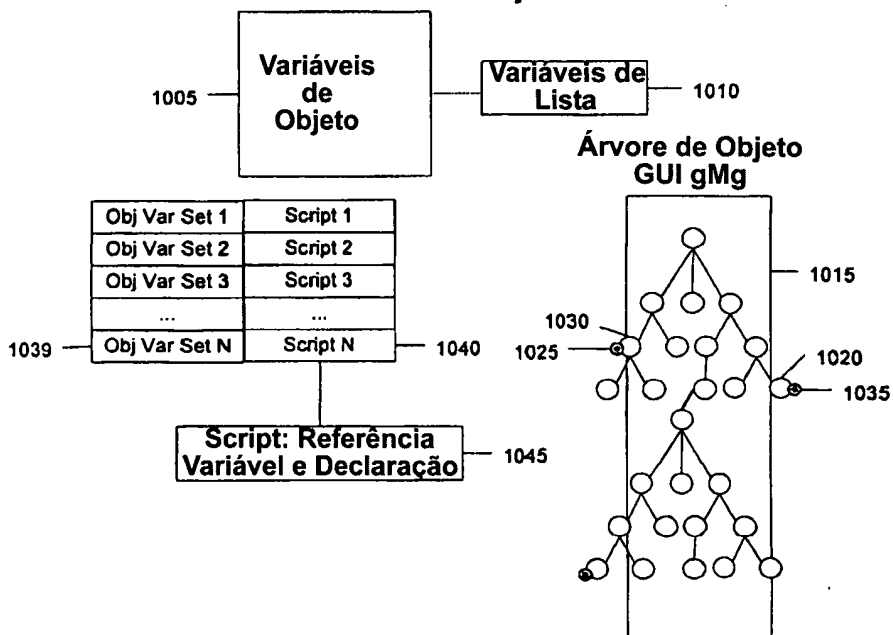 Variáveis
de
Objeto
1005
Variáveis de
Lista
1010
Árvore de Objeto
GUI gMg
Obj Var Set 1 Script 1
Obj Var Set 2 Script 2
Obj Var Set 3 Script 3
... ...
Obj Var Set N Script N
1039
1040
Script: Referência
Variável e Declaração
1045
1015
1030
1025
1020
1035